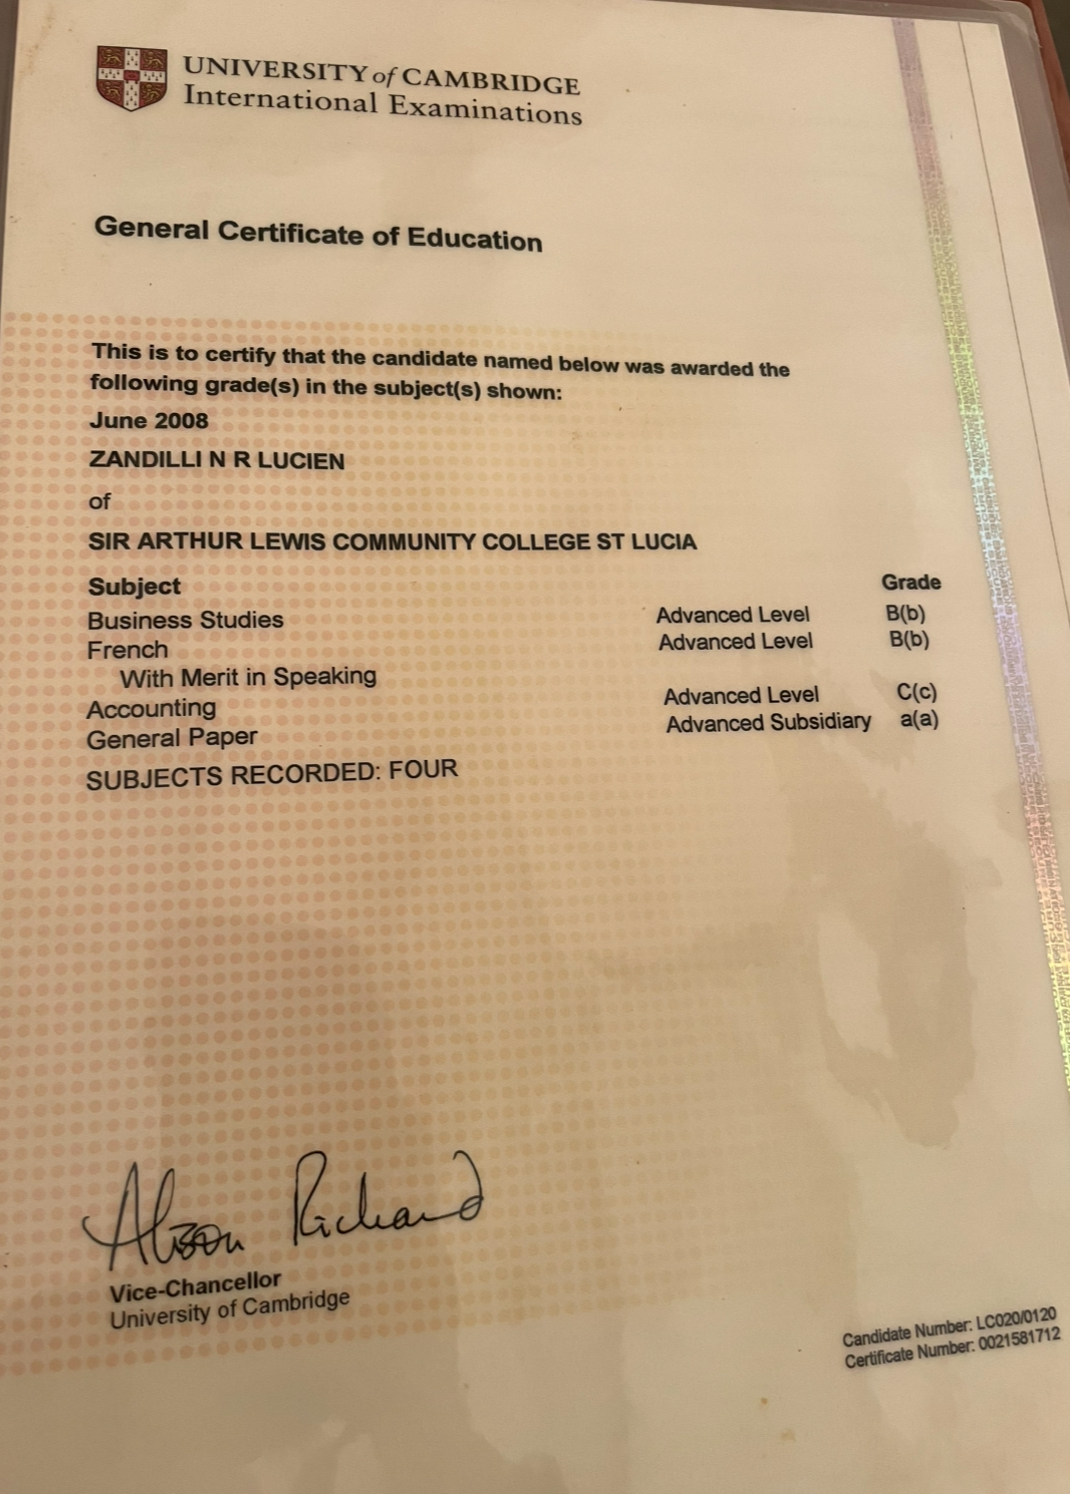 UNIVERSITY of CAMBRIDGE
International Examinations
General Certificate of Education
This is to certify that the candidate named below was awarded the
following grade(s) in the subject(s) shown:
June 2008
ZANDILLI N R LUCIEN
of
SIR ARTHUR LEWIS COMMUNITY COLLEGE ST LUCIA
Subject Grade
Business Studies Advanced Level B(b)
French Advanced Level B(b)
With Merit in Speaking
Accounting Advanced Level C(c)
General Paper Advanced Subsidiary a(a)
SUBJECTS RECORDED: FOUR
Alison Richard
Vice-Chancellor
University of Cambridge
Candidate Number: LC020/0120
Certificate Number: 0021581712